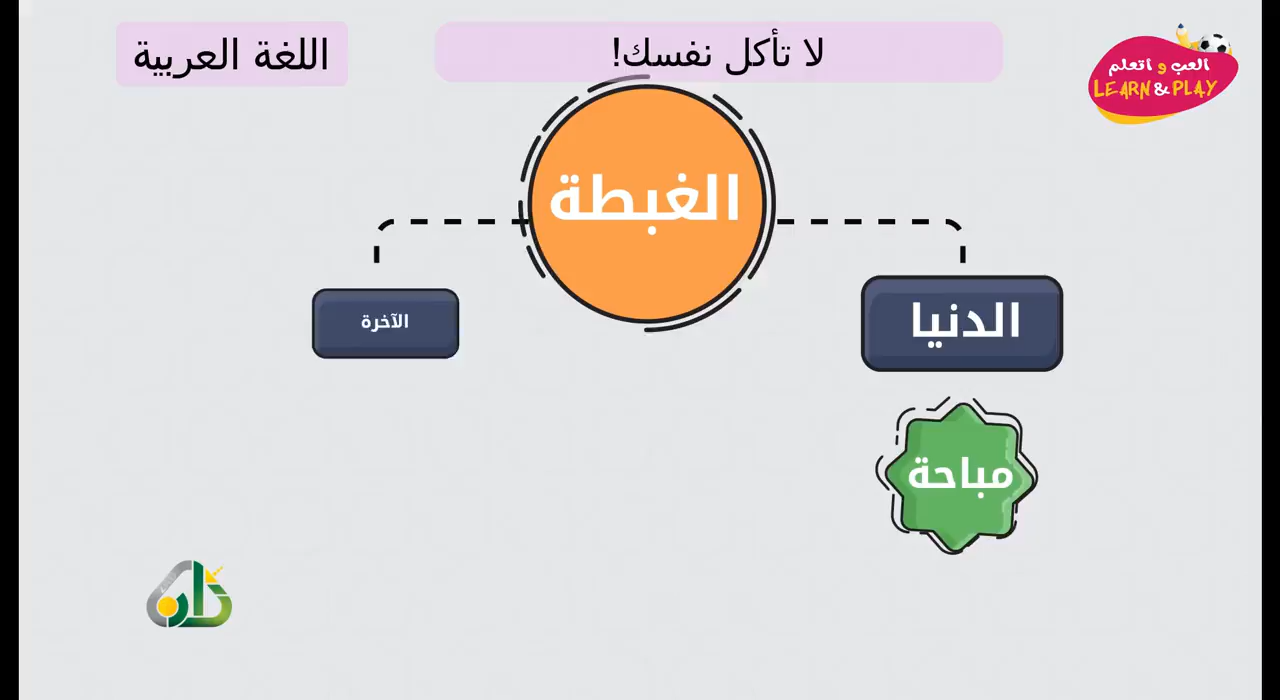 اللغة العربية
لا تأكل نفسك!
العب و اتعلم
LEARN & PLAY
الغبطة
الدنيا
الآخرة
مباحة